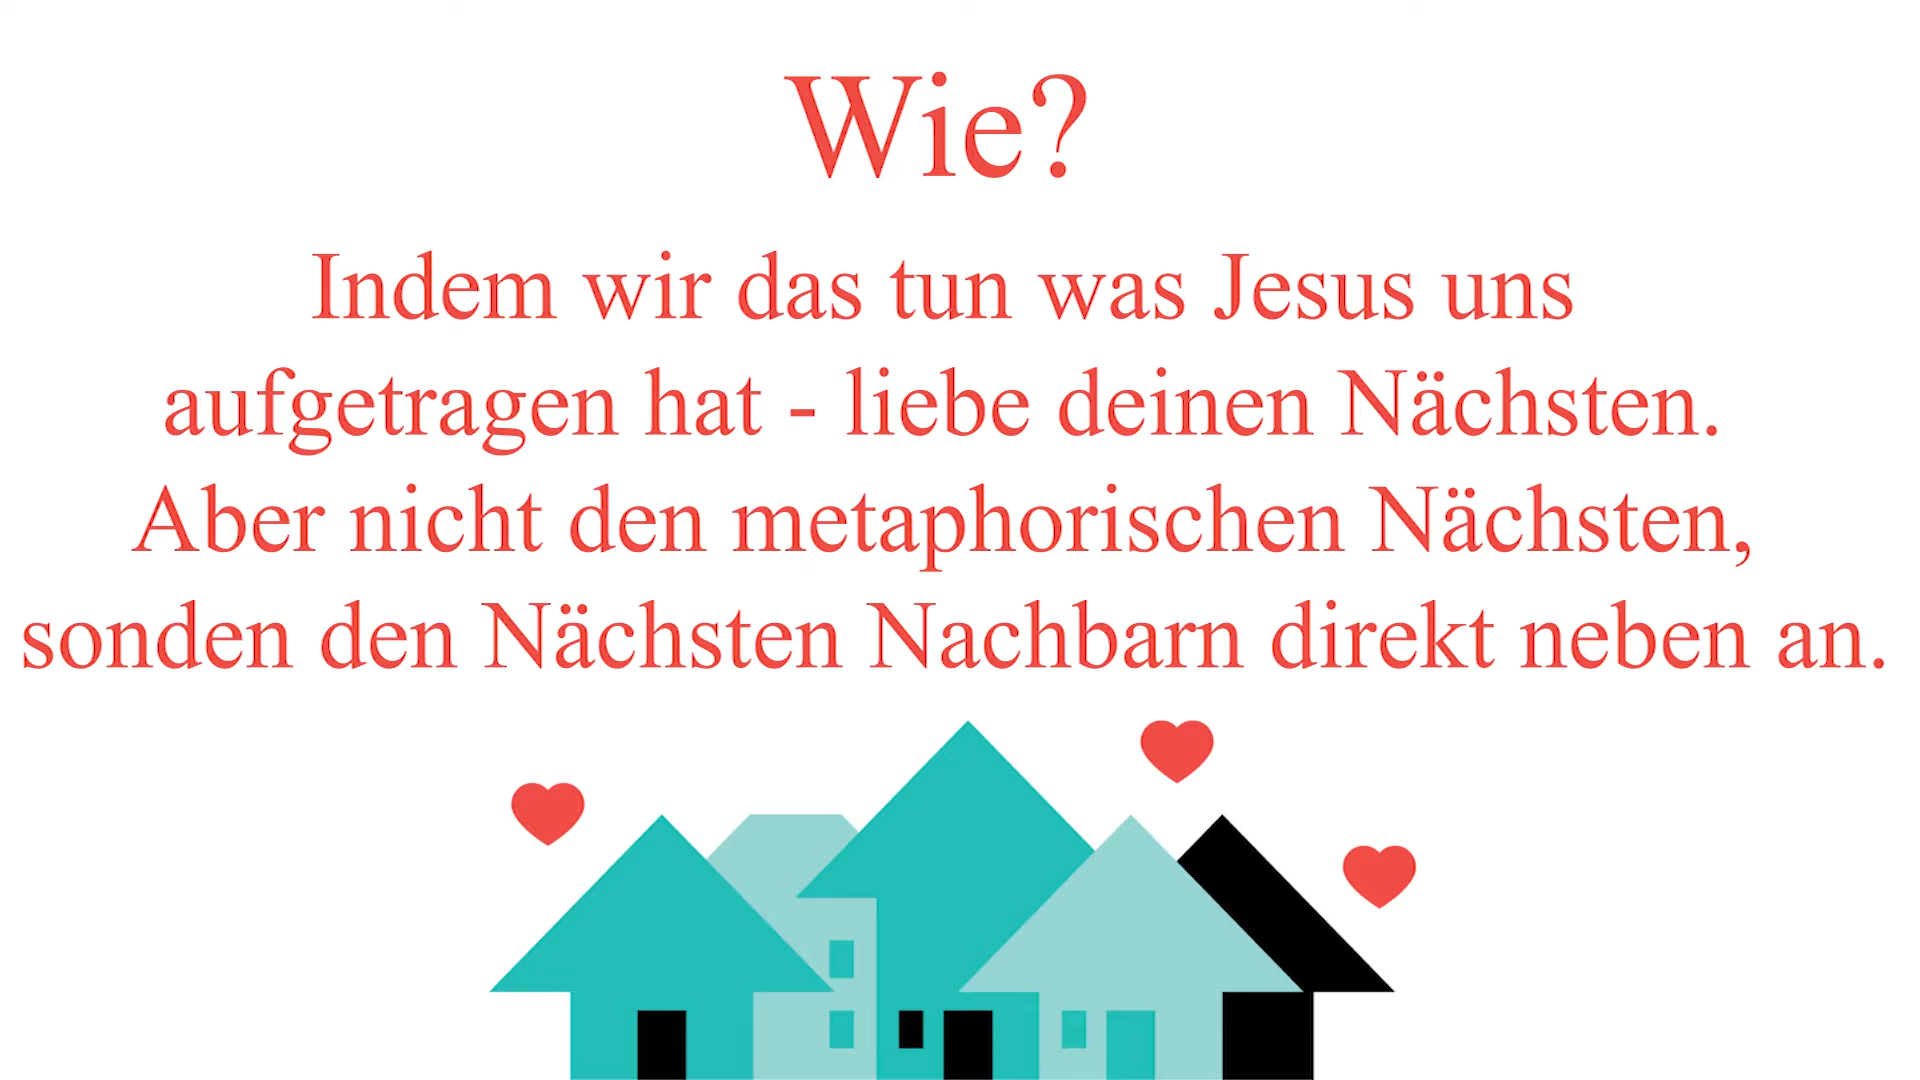 Wie?
Indem wir das tun was Jesus uns
aufgetragen hat - liebe deinen Nächsten.
Aber nicht den metaphorischen Nächsten,
sonden den Nächsten Nachbarn direkt neben an.